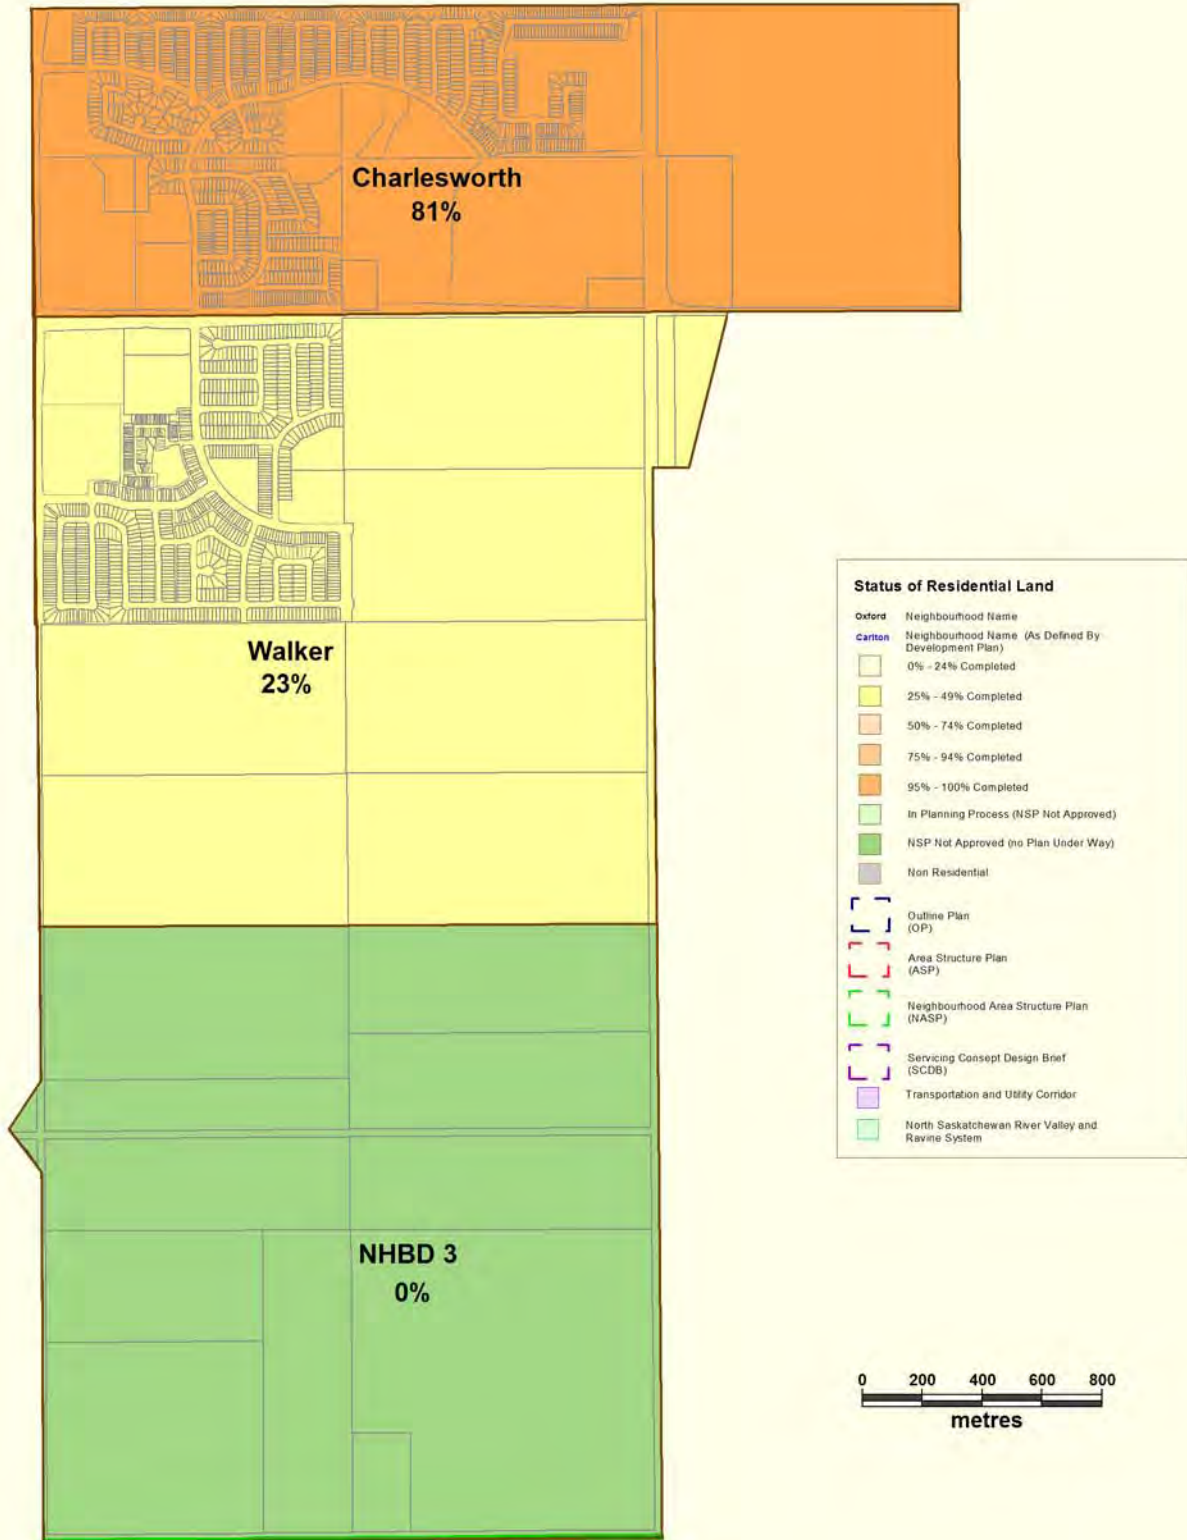 Charlesworth
81%
Walker
23%
NHBD 3
0%
Status of Residential Land
Oxford Neighbourhood Name
Carlton Neighbourhood Name (As Defined By
Development Plan)
0% - 24% Completed
25% - 49% Completed
50% - 74% Completed
75% - 94% Completed
95% - 100% Completed
In Planning Process (NSP Not Approved)
NSP Not Approved (no Plan Under Way)
Non Residential
Outline Plan
(OP)
Area Structure Plan
(ASP)
Neighbourhood Area Structure Plan
(NASP)
Servicing Consept Design Brief
(SCDB)
Transportation and Utility Corridor
North Saskatchewan River Valley and
Ravine System
0 200 400 600 800
metres